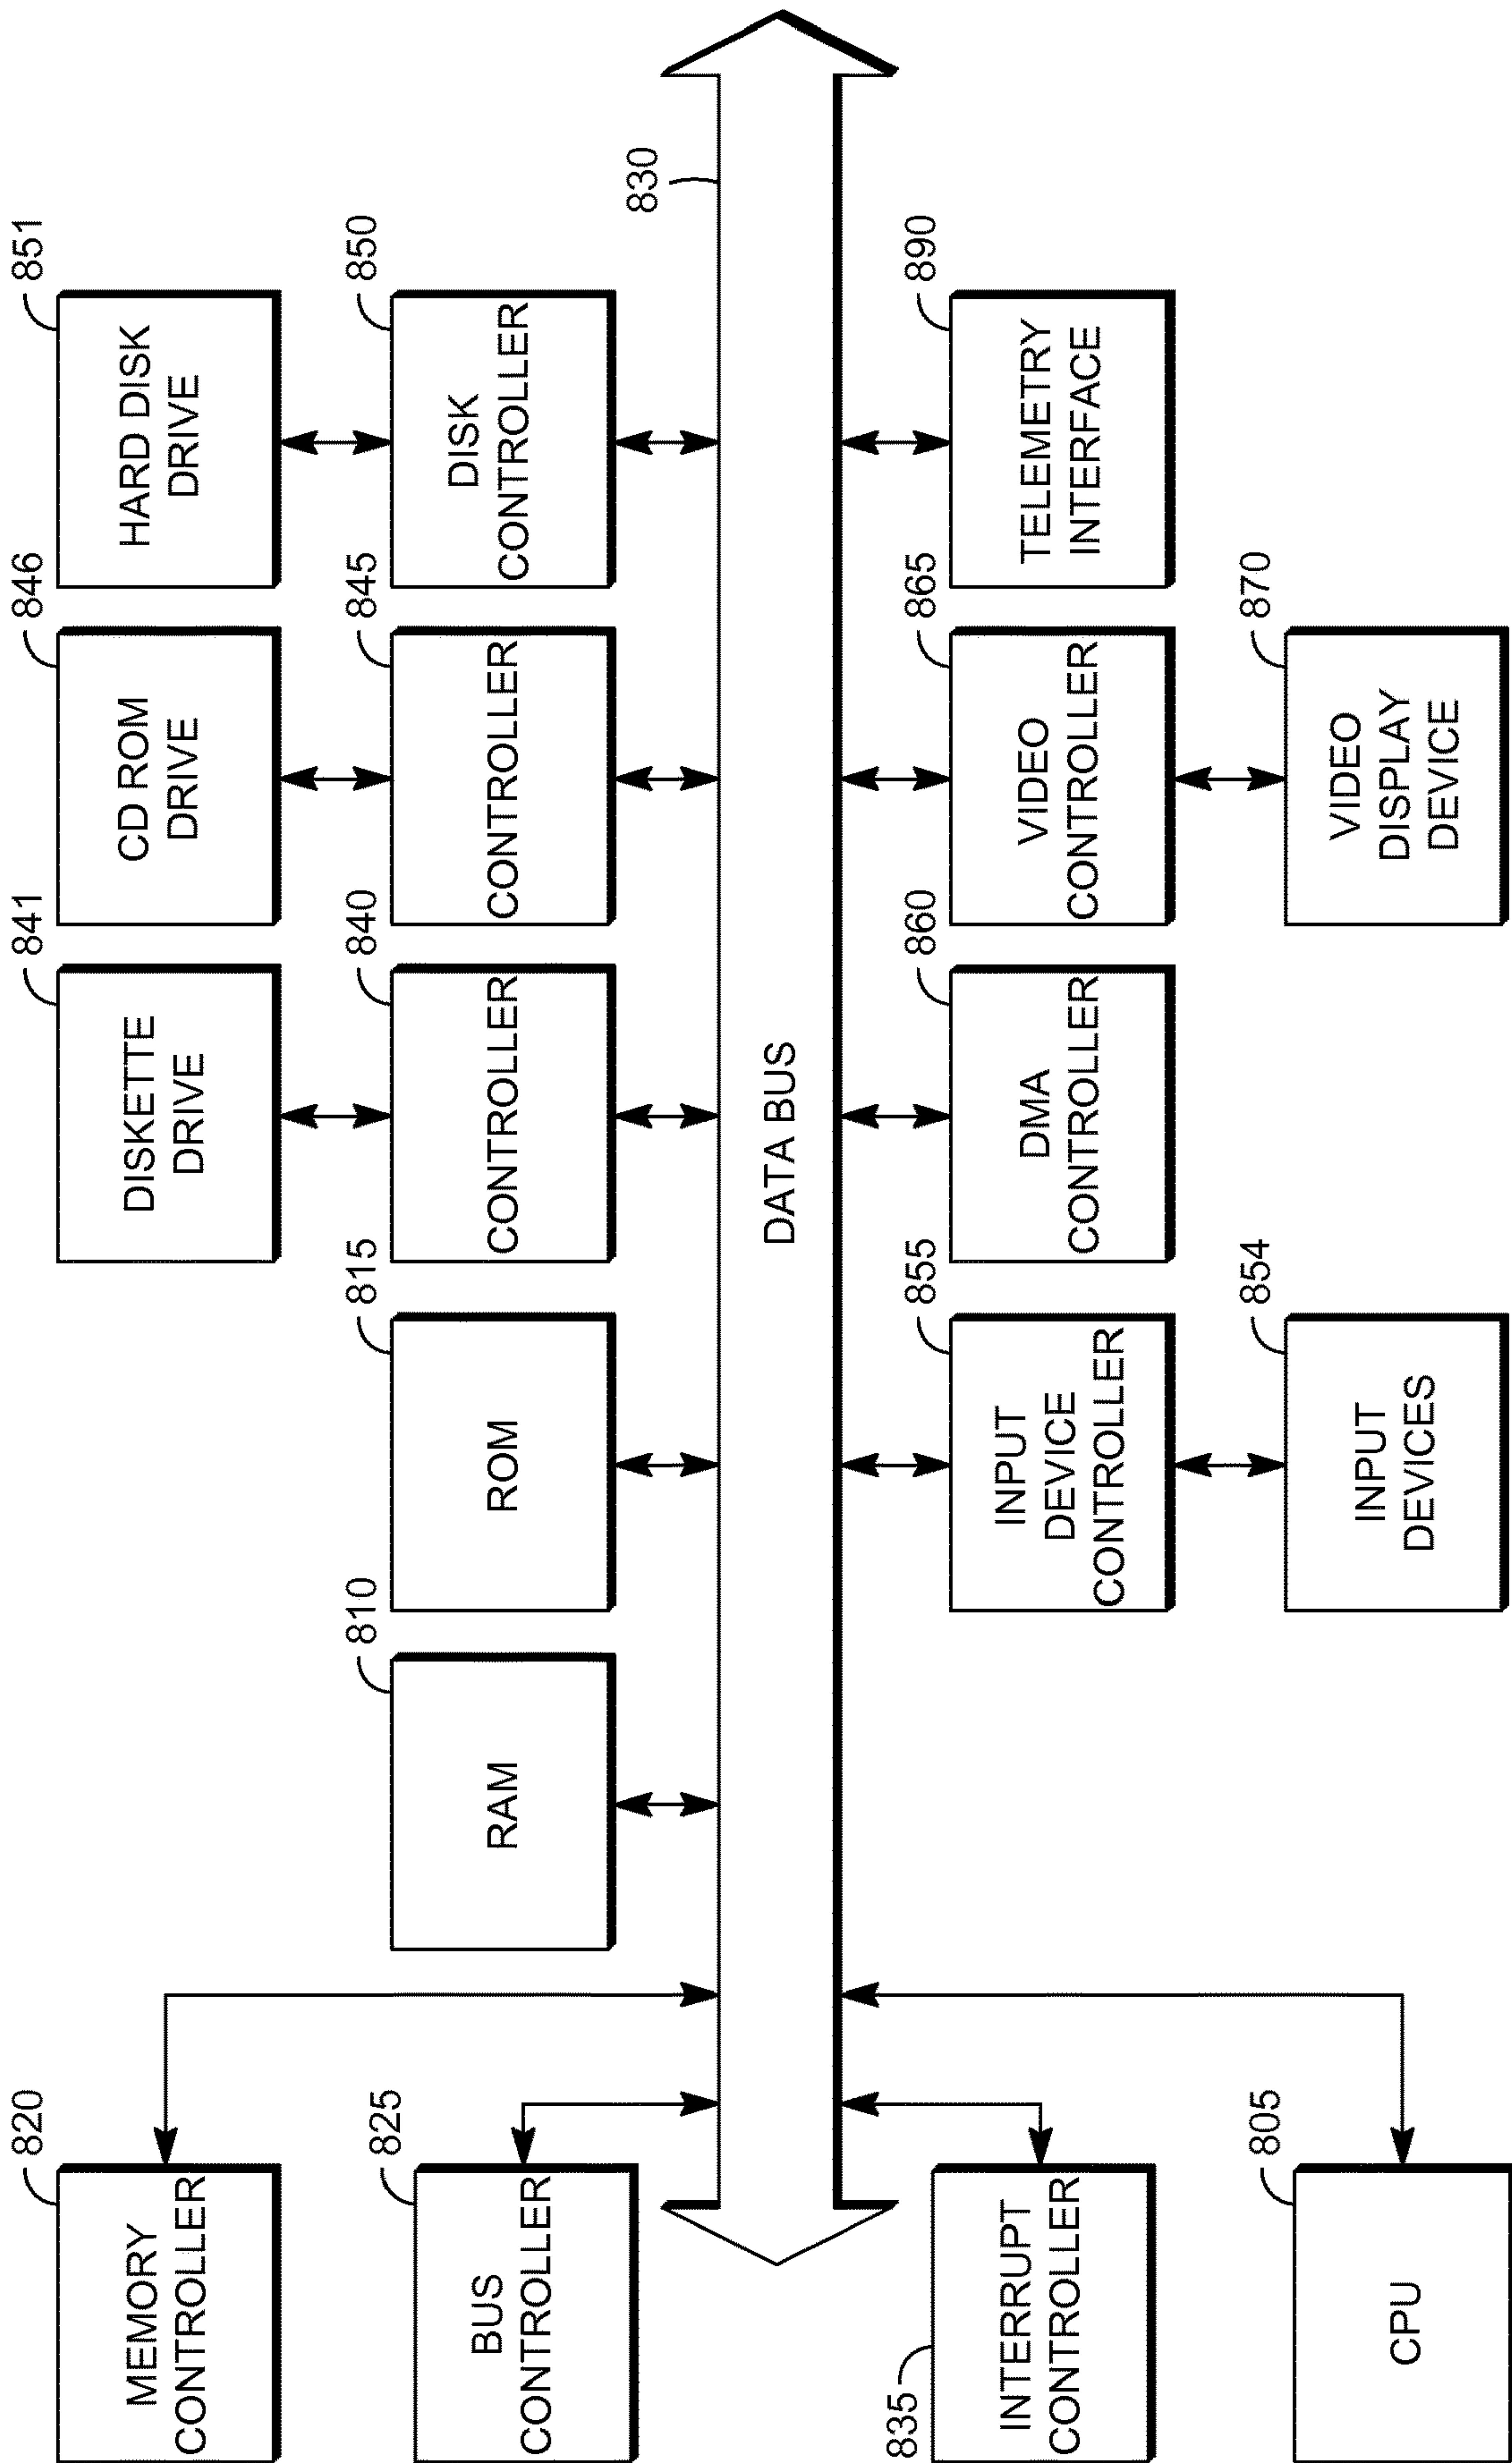 820
MEMORY
CONTROLLER
825
BUS
CONTROLLER
835
INTERRUPT
CONTROLLER
805
CPU
810
RAM
815
ROM
841
DISKETTE
DRIVE
840
CONTROLLER
846
CD ROM
DRIVE
845
CONTROLLER
851
HARD DISK
DRIVE
850
DISK
CONTROLLER
830
DATA BUS
855
INPUT
DEVICE
CONTROLLER
854
INPUT
DEVICES
860
DMA
CONTROLLER
865
VIDEO
CONTROLLER
870
VIDEO
DISPLAY
DEVICE
890
TELEMETRY
INTERFACE